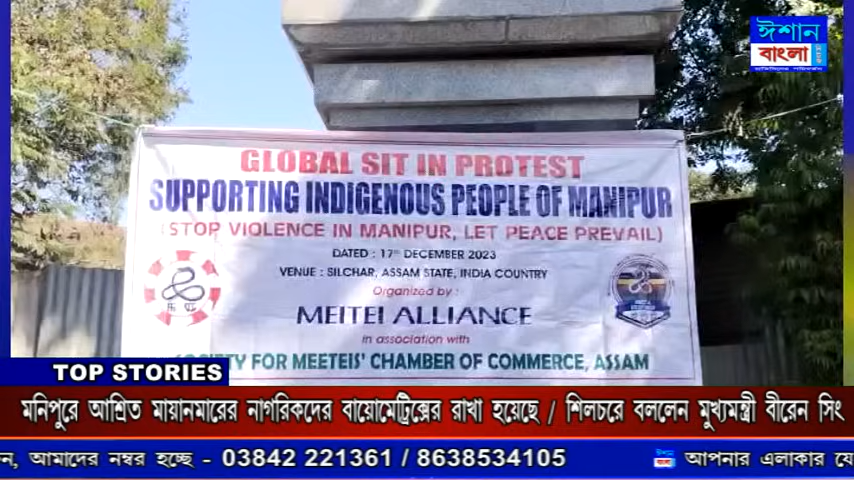 ঈশান
বাংলা
GLOBAL SIT IN PROTEST
SUPPORTING INDIGENOUS PEOPLE OF MANIPUR
(STOP VIOLENCE IN MANIPUR, LET PEACE PREVAIL)
DATED : 17TH DECEMBER 2023
VENUE : SILCHAR, ASSAM STATE, INDIA COUNTRY
Organized by :
MEITEI ALLIANCE
in association with
SOCIETY FOR MEETEIS' CHAMBER OF COMMERCE, ASSAM
TOP STORIES
মনিপুরে আশ্রিত মায়ানমারের নাগরিকদের বায়োমেট্রিক্সের রাখা হয়েছে / শিলচরে বললেন মুখ্যমন্ত্রী বীরেন সিং
ন, আমাদের নম্বর হচ্ছে - 03842 221361 / 8638534105 আপনার এলাকার যে